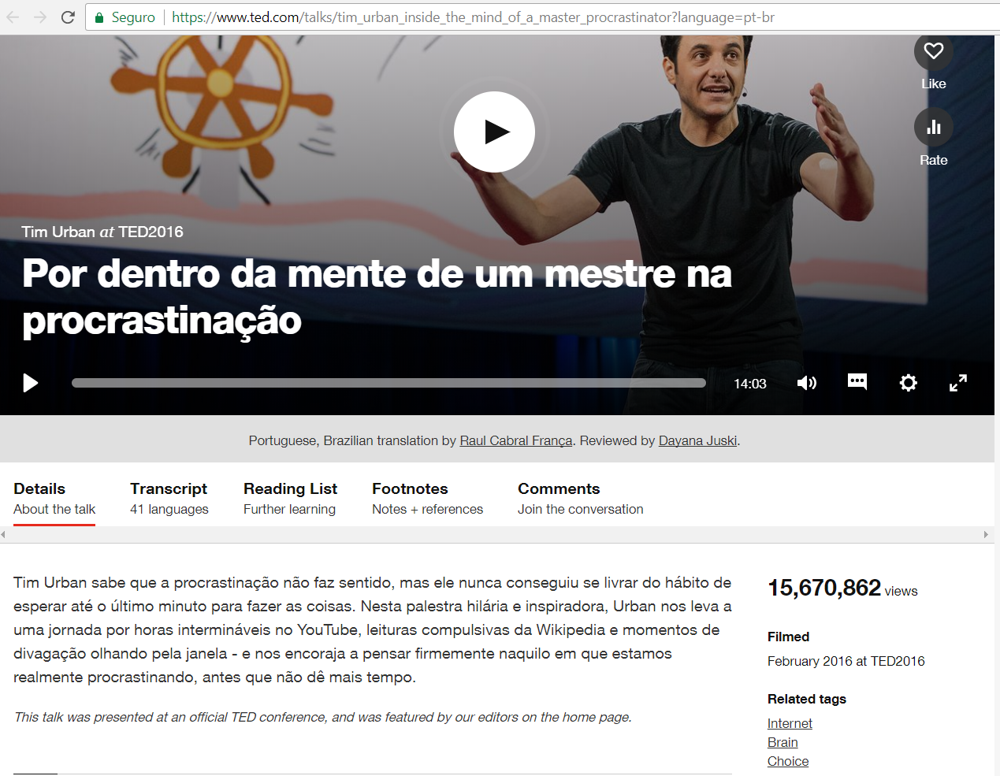 Seguro
https://www.ted.com/talks/tim_urban_inside_the_mind_of_a_master_procrastinator?language=pt-br
Like
Rate
Tim Urban at TED2016
Por dentro da mente de um mestre na
procrastinação
14:03
Portuguese, Brazilian translation by Raul Cabral França. Reviewed by Dayana Juski.
Details
About the talk
Transcript
41 languages
Reading List
Further learning
Footnotes
Notes + references
Comments
Join the conversation
Tim Urban sabe que a procrastinação não faz sentido, mas ele nunca conseguiu se livrar do hábito de
esperar até o último minuto para fazer as coisas. Nesta palestra hilária e inspiradora, Urban nos leva a
uma jornada por horas intermináveis no YouTube, leituras compulsivas da Wikipedia e momentos de
divagação olhando pela janela - e nos encoraja a pensar firmemente naquilo em que estamos
realmente procrastinando, antes que não dê mais tempo.
This talk was presented at an official TED conference, and was featured by our editors on the home page.
15,670,862 views
Filmed
February 2016 at TED2016
Related tags
Internet
Brain
Choice